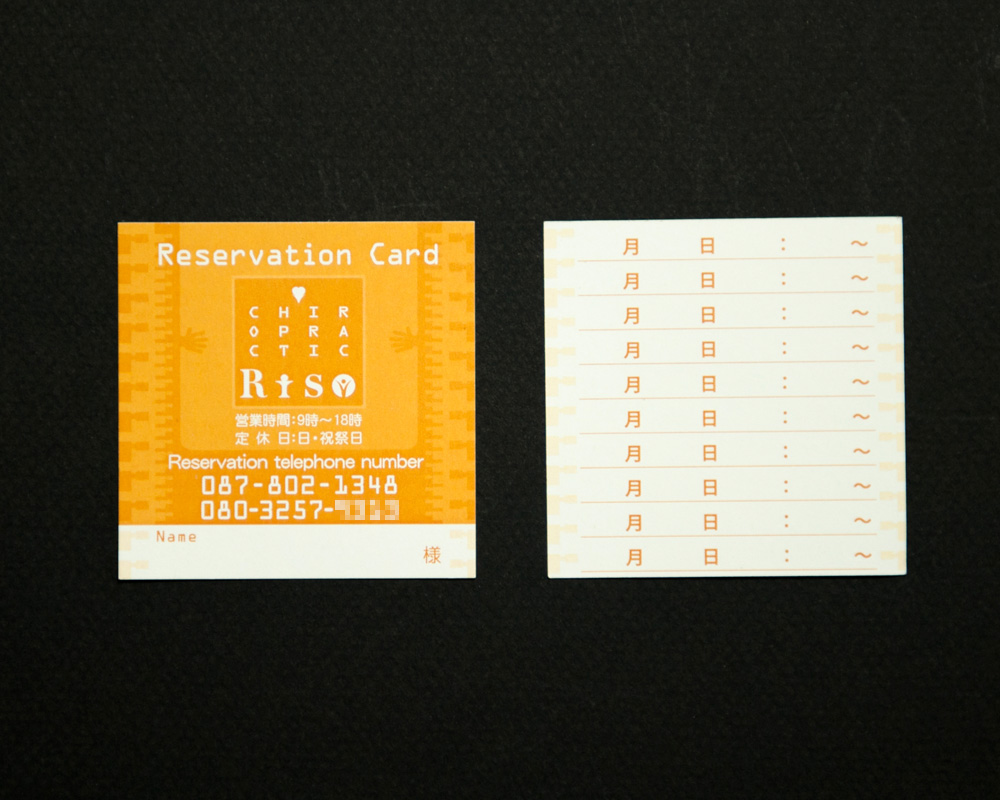 Reservation Card
CHIR
OPRA
CTIC
Riso
営業時間:9時～18時
定休日:日・祝祭日
Reservation telephone number
087-802-1348
080-3257-
Name
様
月 日 : ～
月 日 : ～
月 日 : ～
月 日 : ～
月 日 : ～
月 日 : ～
月 日 : ～
月 日 : ～
月 日 : ～
月 日 : ～